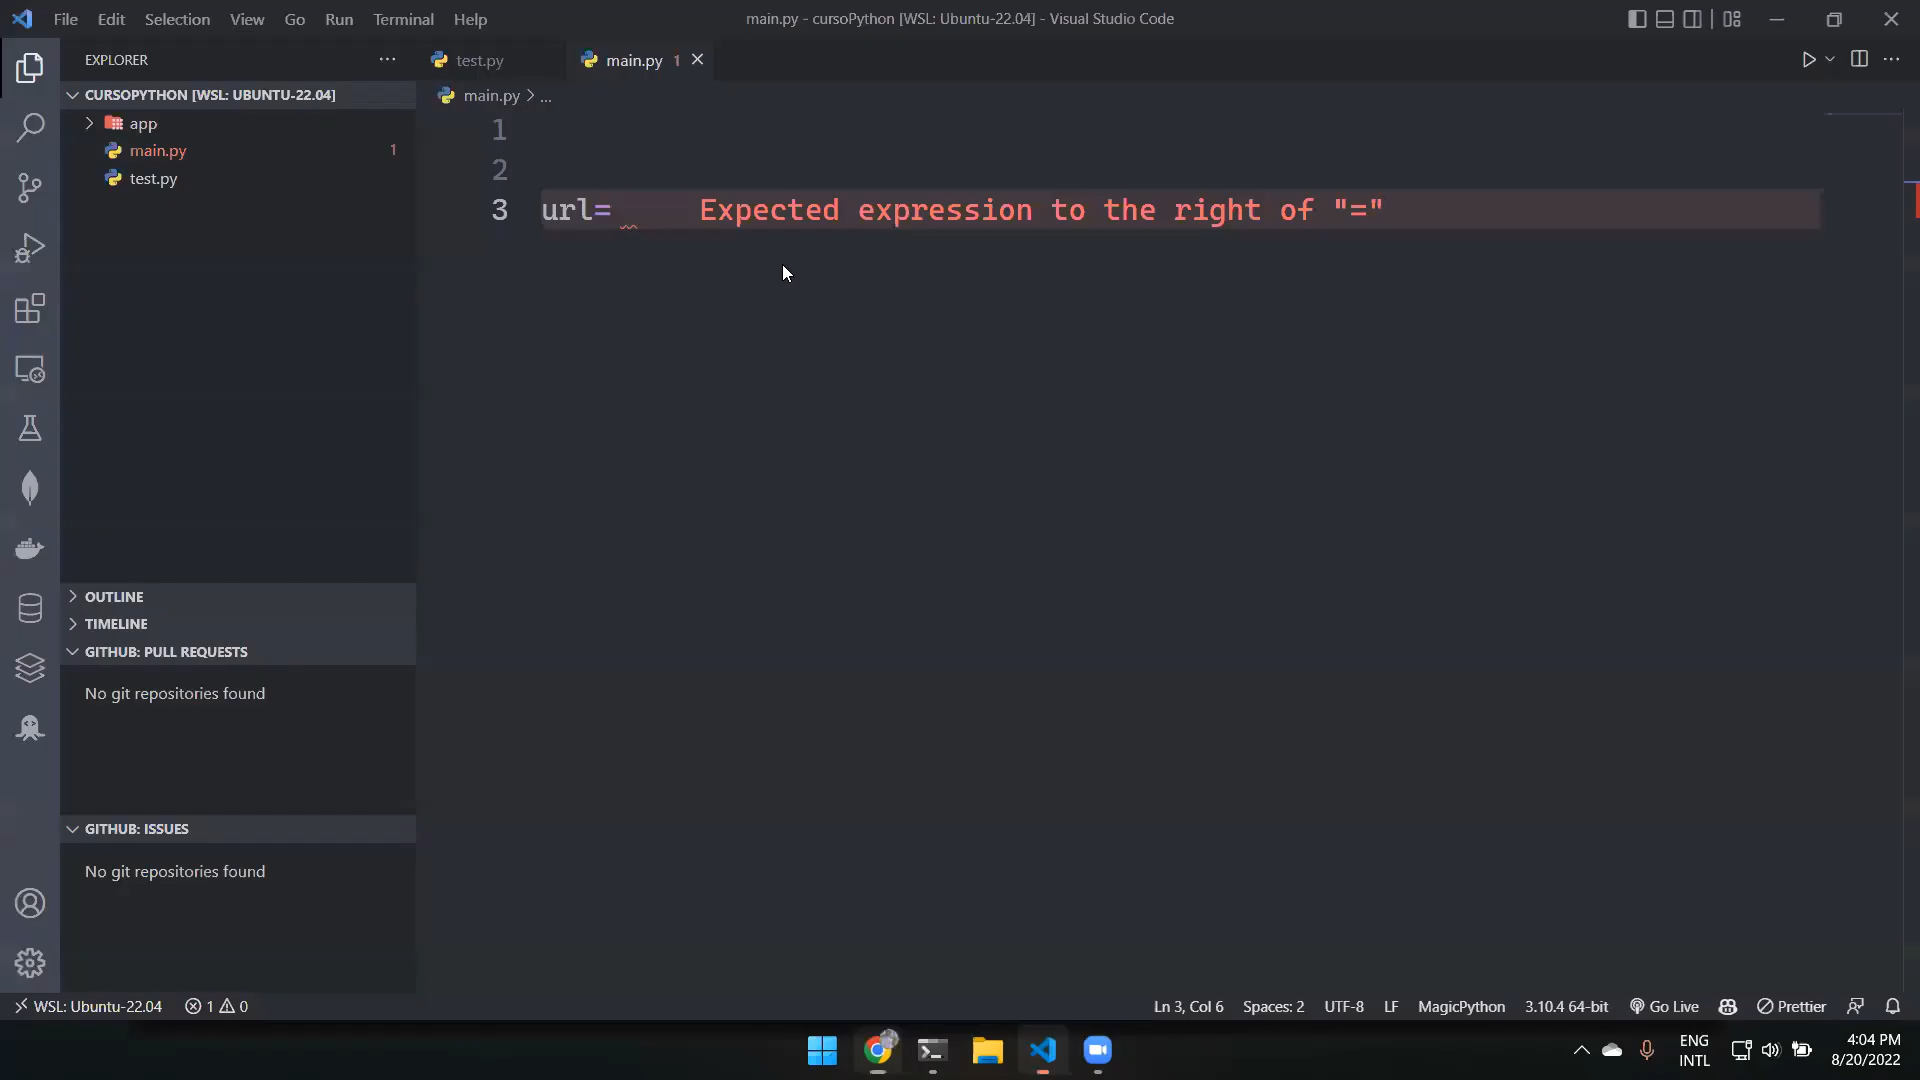 File Edit Selection View Go Run Terminal Help
main.py - cursoPython [WSL: Ubuntu-22.04] - Visual Studio Code
EXPLORER
test.py
main.py 1
CURSOPYTHON [WSL: UBUNTU-22.04]
main.py > ...
app
main.py 1
test.py
1
2
3 url= Expected expression to the right of "="
OUTLINE
TIMELINE
GITHUB: PULL REQUESTS
No git repositories found
GITHUB: ISSUES
No git repositories found
WSL: Ubuntu-22.04 1 0 Ln 3, Col 6 Spaces: 2 UTF-8 LF MagicPython 3.10.4 64-bit Go Live Prettier
ENG
INTL
4:04 PM
8/20/2022